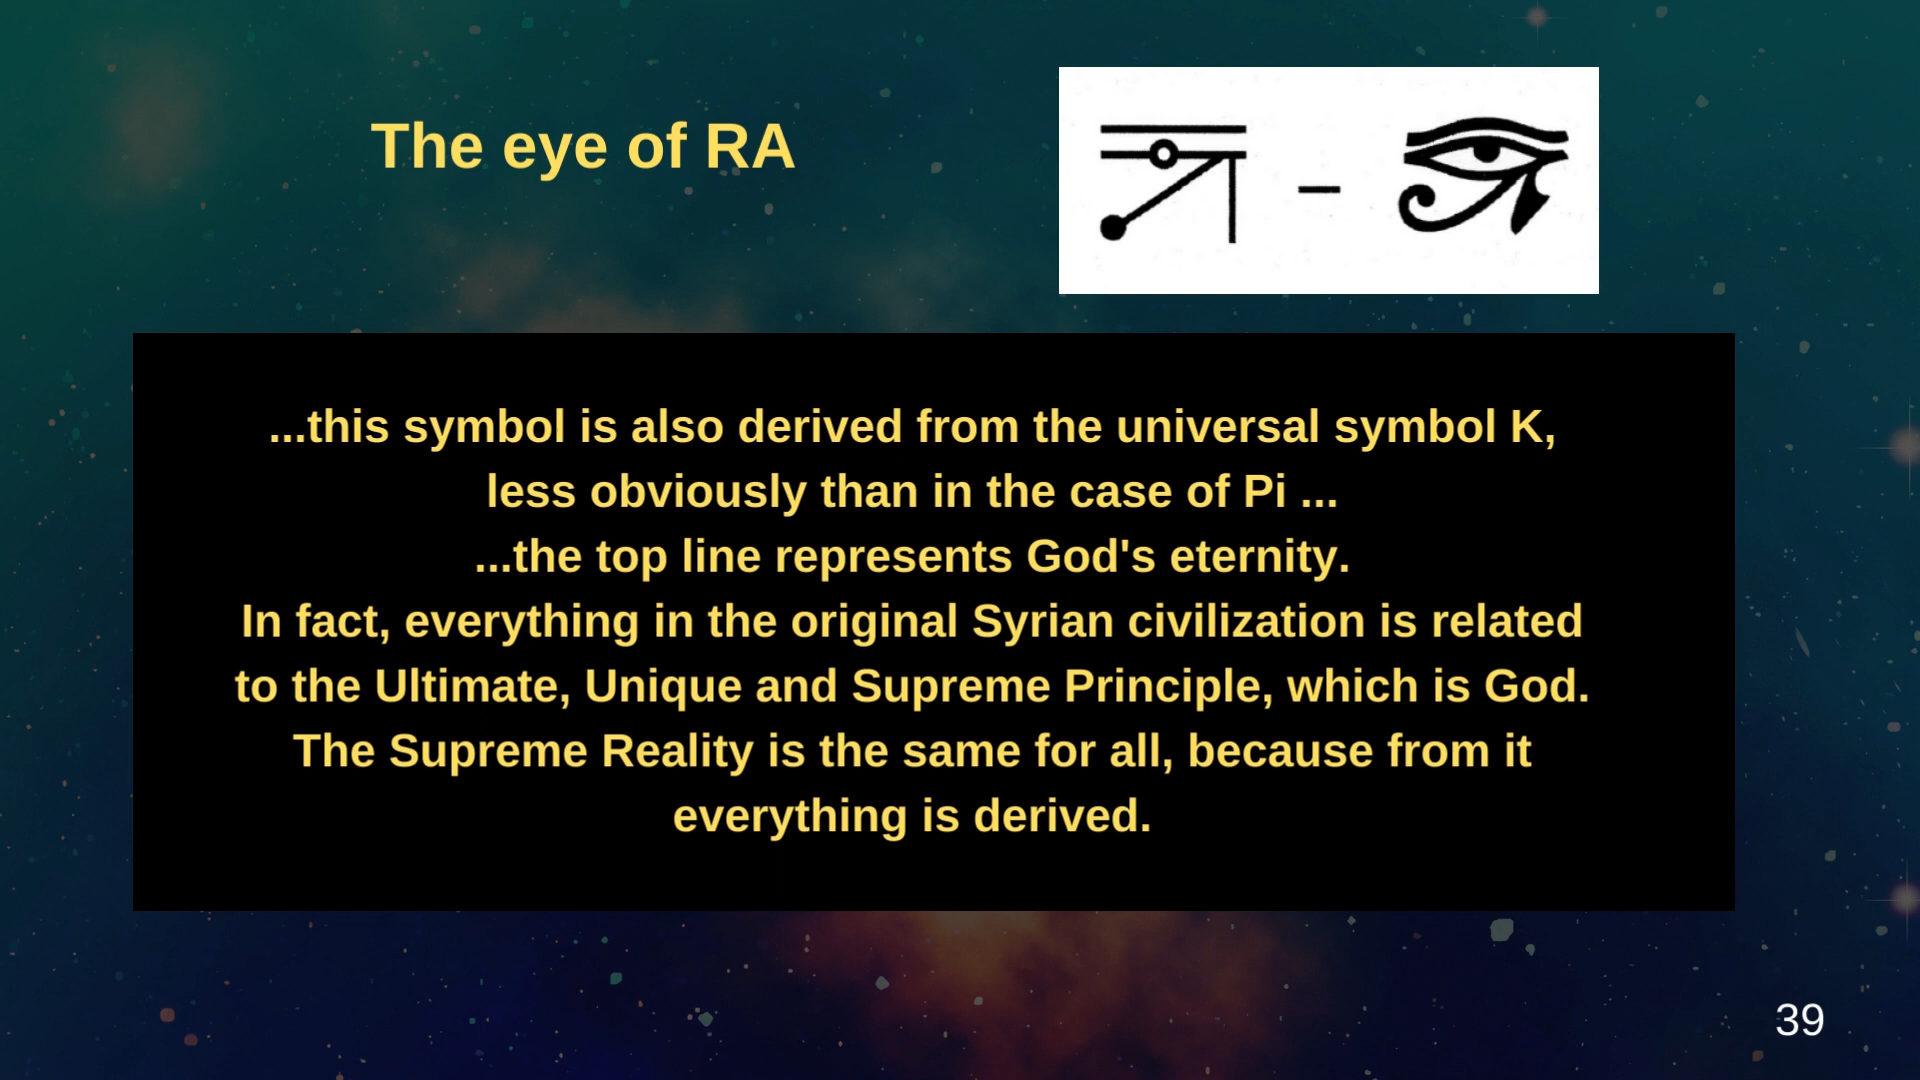 The eye of RA
...this symbol is also derived from the universal symbol K,
less obviously than in the case of Pi ...
...the top line represents God's eternity.
In fact, everything in the original Syrian civilization is related
to the Ultimate, Unique and Supreme Principle, which is God.
The Supreme Reality is the same for all, because from it
everything is derived.
39